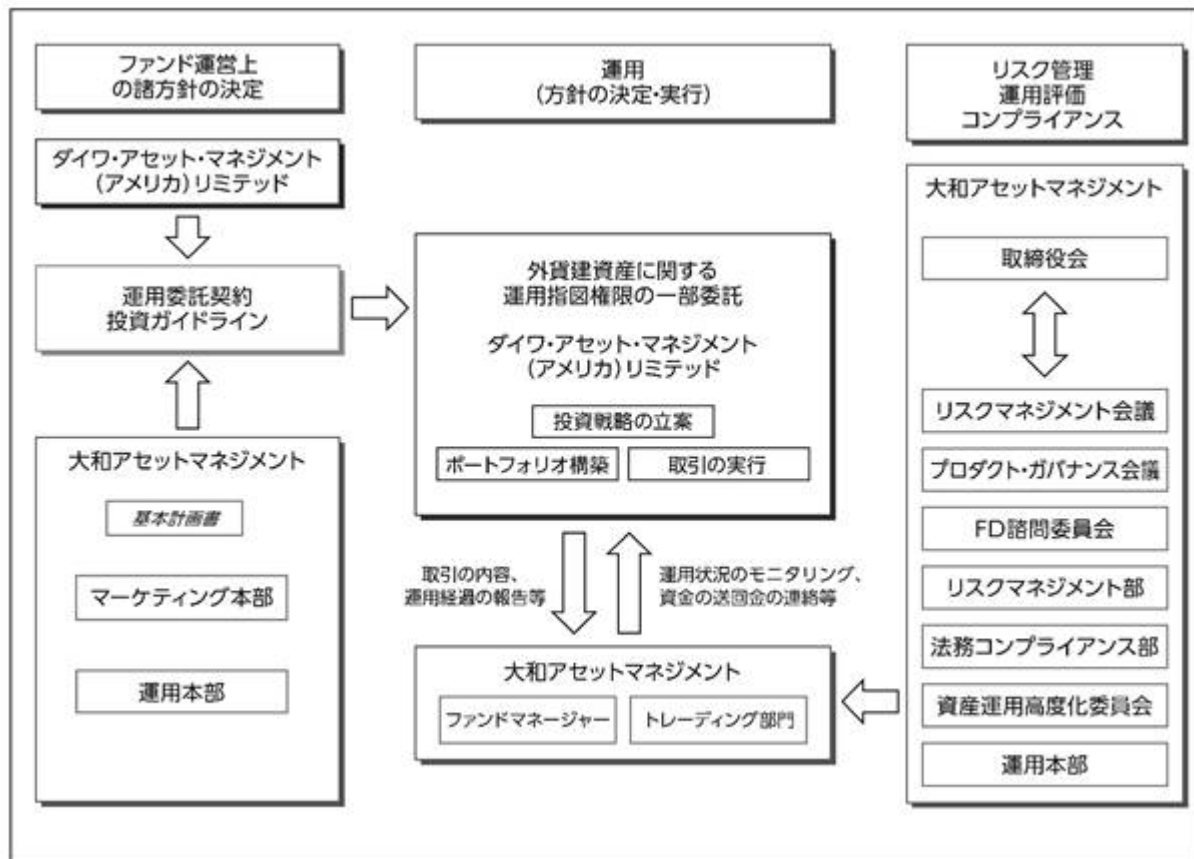 ファンド運営上
の諸方針の決定
ダイワ・アセット・マネジメント
(アメリカ)リミテッド
運用委託契約
投資ガイドライン
大和アセットマネジメント
基本計画書
マーケティング本部
運用本部
運用
(方針の決定・実行)
外貨建資産に関する
運用指図権限の一部委託
ダイワ・アセット・マネジメント
(アメリカ)リミテッド
投資戦略の立案
ポートフォリオ構築
取引の実行
取引の内容、
運用経過の報告等
運用状況のモニタリング、
資金の送回金の連絡等
大和アセットマネジメント
ファンドマネージャー
トレーディング部門
リスク管理
運用評価
コンプライアンス
大和アセットマネジメント
取締役会
リスクマネジメント会議
プロダクト・ガバナンス会議
FD諮問委員会
リスクマネジメント部
法務コンプライアンス部
資産運用高度化委員会
運用本部